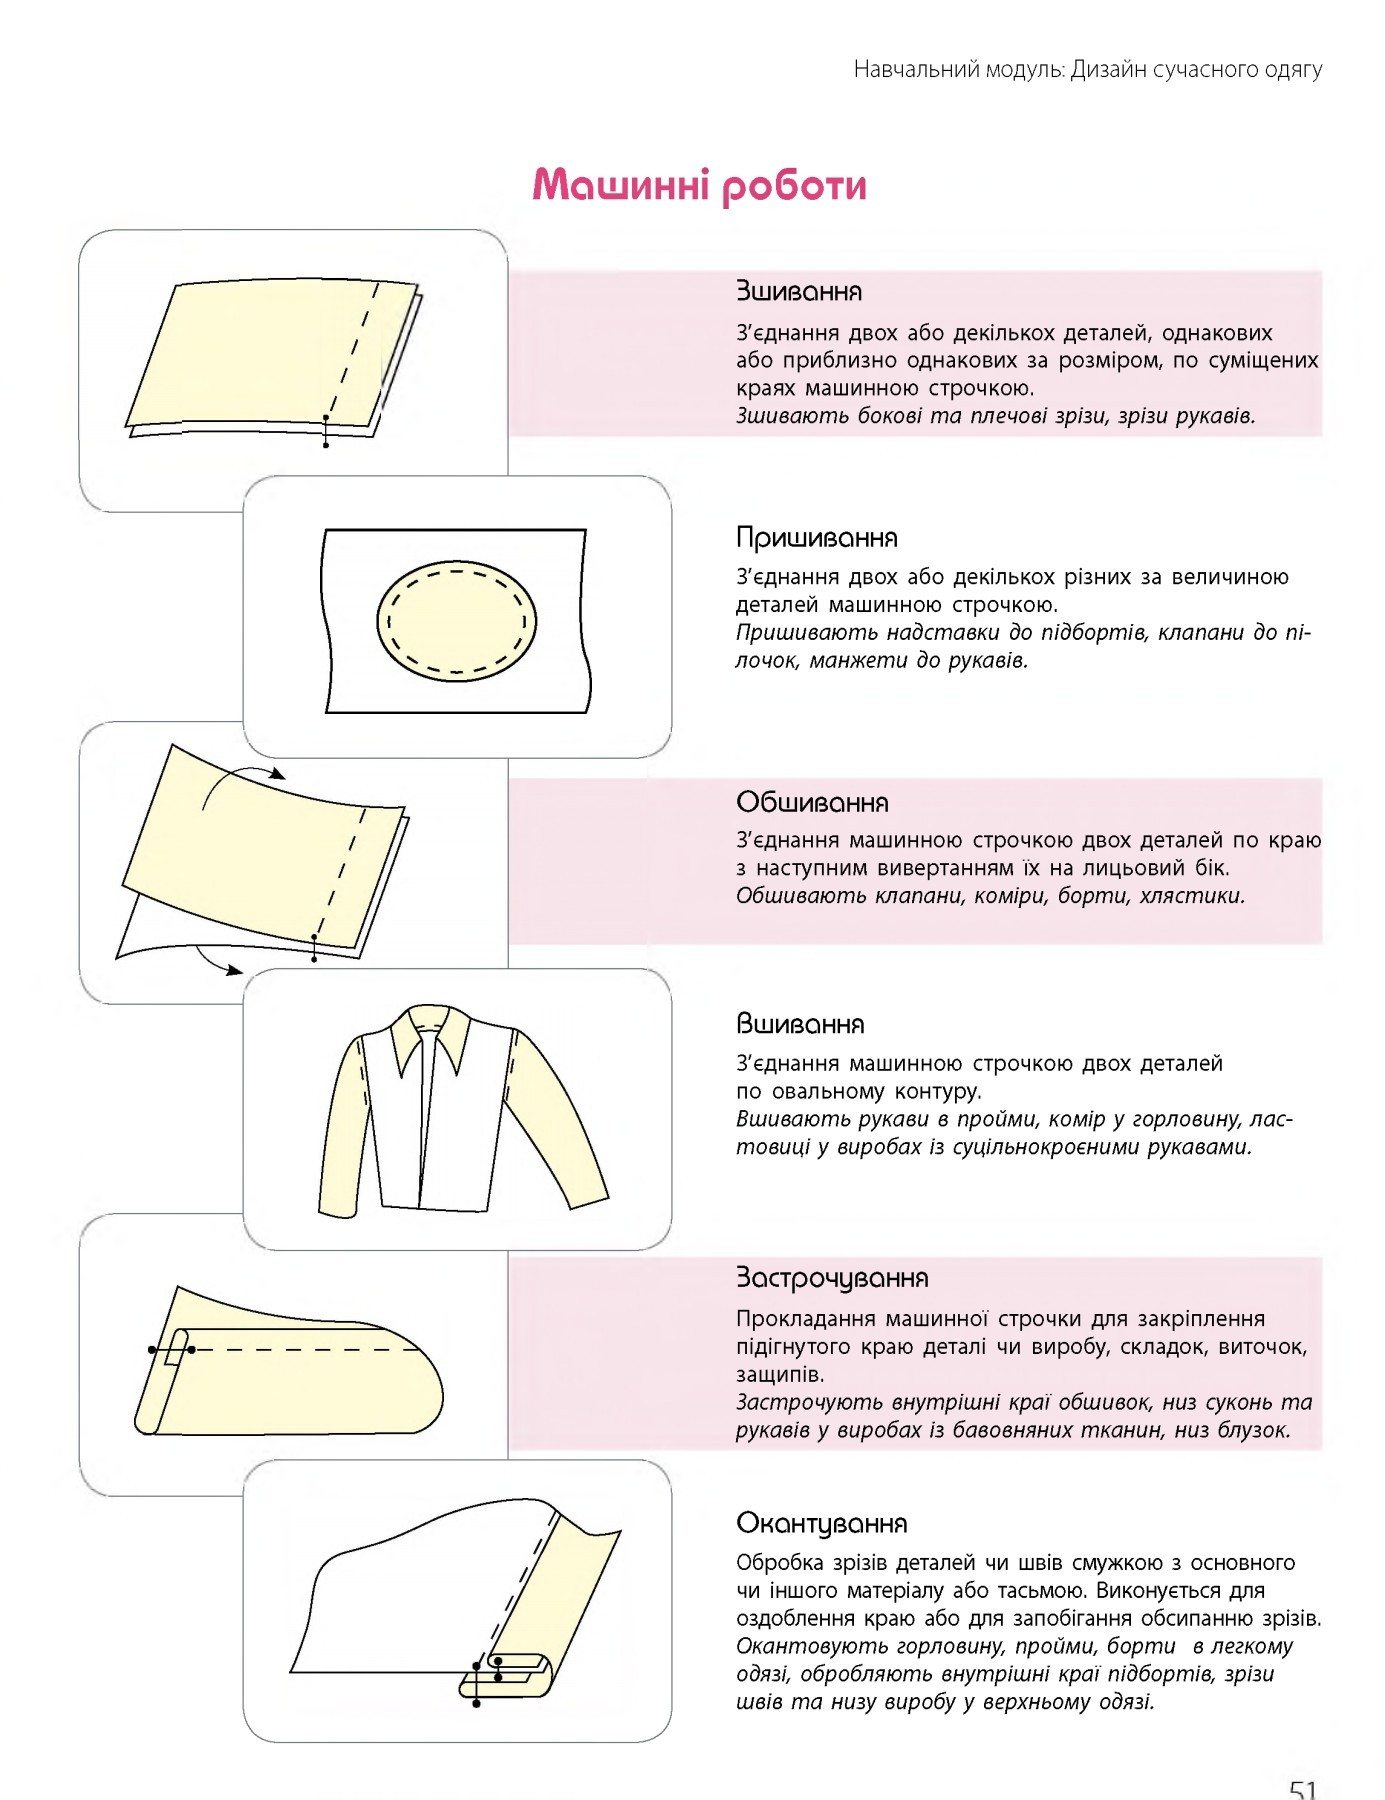 Навчальний модуль: Дизайн сучасного одягу
Машинні роботи
Зшивання
З’єднання двох або декількох деталей, однакових
або приблизно однакових за розміром, по суміщених
краях машинною строчкою.
Зшивають бокові та плечові зрізи, зрізи рукавів.
Пришивання
З’єднання двох або декількох різних за величиною
деталей машинною строчкою.
Пришивають надставки до підбортів, клапани до пі-
лочок, манжети до рукавів.
Обшивання
З’єднання машинною строчкою двох деталей по краю
з наступним вивертанням їх на лицьовий бік.
Обшивають клапани, коміри, борти, хлястики.
Вшивання
З’єднання машинною строчкою двох деталей
по овальному контуру.
Вшивають рукави в пройми, комір у горловину, лас-
товиці у виробах із суцільнокроєними рукавами.
Застрочування
Прокладання машинної строчки для закріплення
підігнутого краю деталі чи виробу, складок, виточок,
защипів.
Застрочують внутрішні краї обшивок, низ суконь та
рукавів у виробах із бавовняних тканин, низ блузок.
Окантування
Обробка зрізів деталей чи швів смужкою з основного
чи іншого матеріалу або тасьмою. Виконується для
оздоблення краю або для запобігання обсипанню зрізів.
Окантовують горловину, пройми, борти в легкому
одязі, обробляють внутрішні краї підбортів, зрізи
швів та низу виробу у верхньому одязі.
51